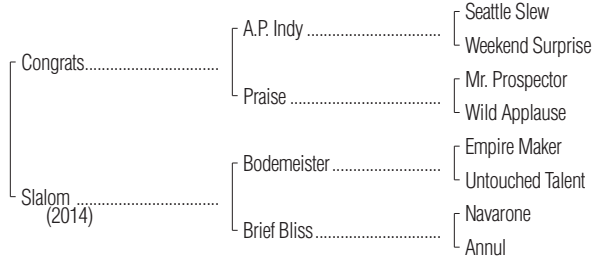 Seattle Slew
A.P. Indy
Weekend Surprise
Congrats
Mr. Prospector
Praise
Wild Applause
Empire Maker
Bodemeister
Untouched Talent
Slalom
(2014)
Navarone
Brief Bliss
Annul